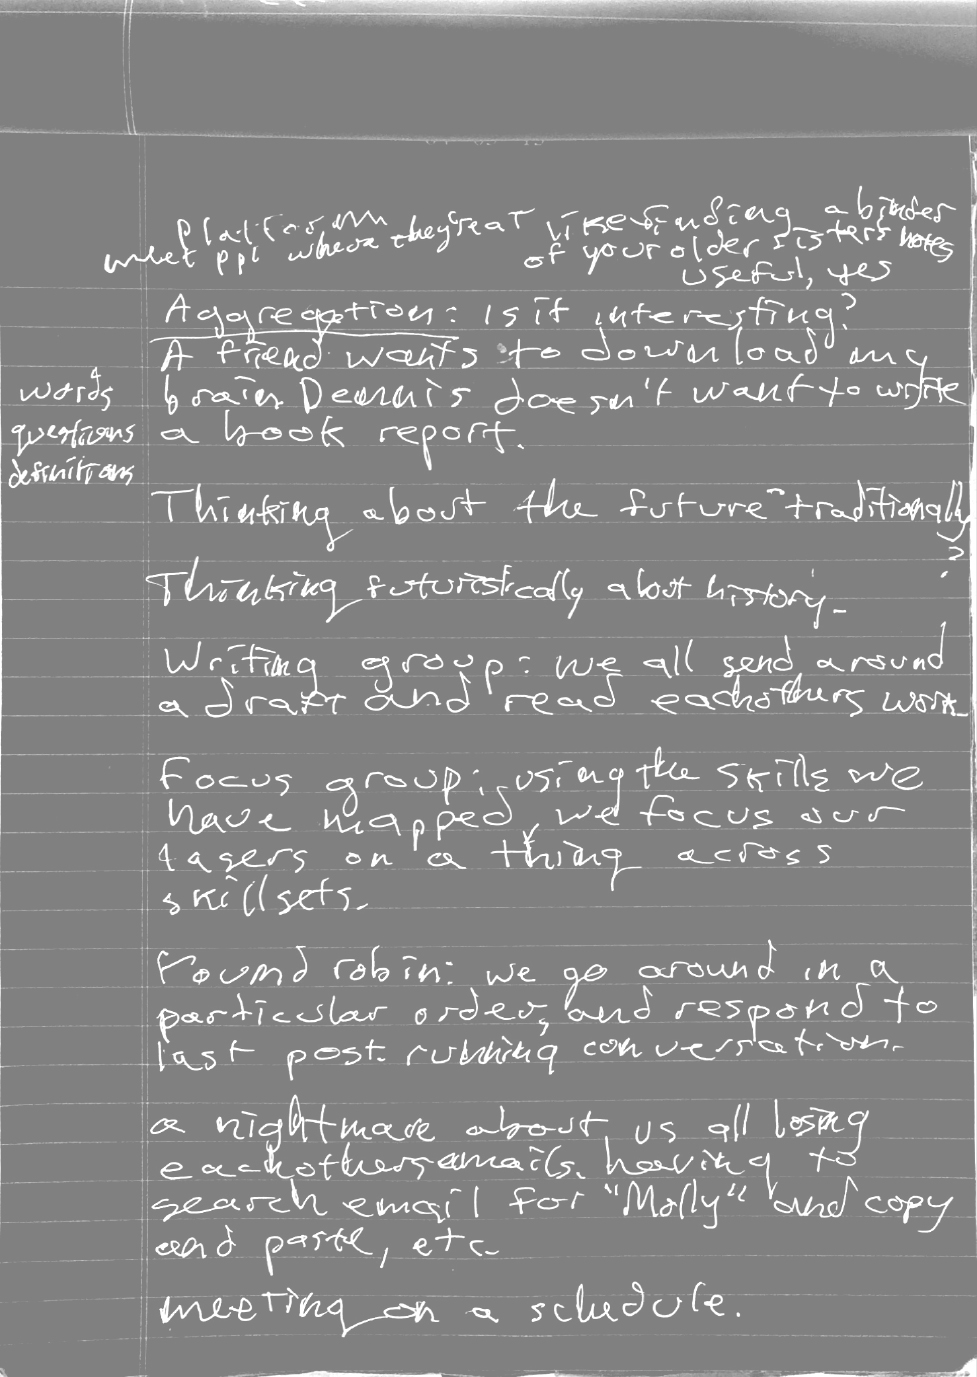 platform like finding a binder
meet ppl where they're at of your older sisters notes
useful, yes
Aggregation: Is it interesting?
A friend wants to download my
brain. Dennis doesn't want to write
a book report.
words
questions
definitions
Thinking about the future "traditionally"
?
Thinking futuristically about history.
Writing group: we all send around
a draft and read eachothers work.
Focus group: using the skills we
have mapped, we focus our
lasers on a thing across
skillsets.
round robin: we go around in a
particular order, and respond to
last post. running conversation.
a nightmare about us all losing
eachothers emails. having to
search email for "Molly" and copy
and paste, etc.
meeting on a schedule.